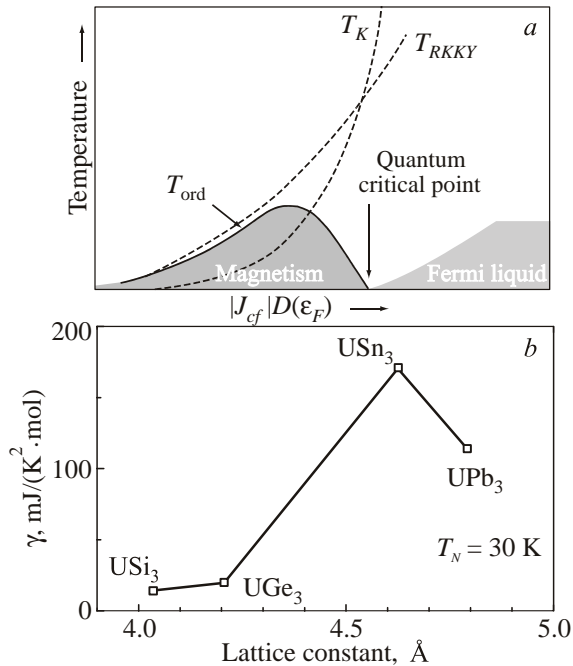 a
T_K
T_RKKY
Temperature
Quantum
critical point
T_ord
Magnetism
Fermi liquid
|J_cf|D(ε_F)
b
200
100
0
γ, mJ/(K²·mol)
USn₃
UPb₃
T_N = 30 K
USi₃
UGe₃
4.0 4.5 5.0
Lattice constant, Å